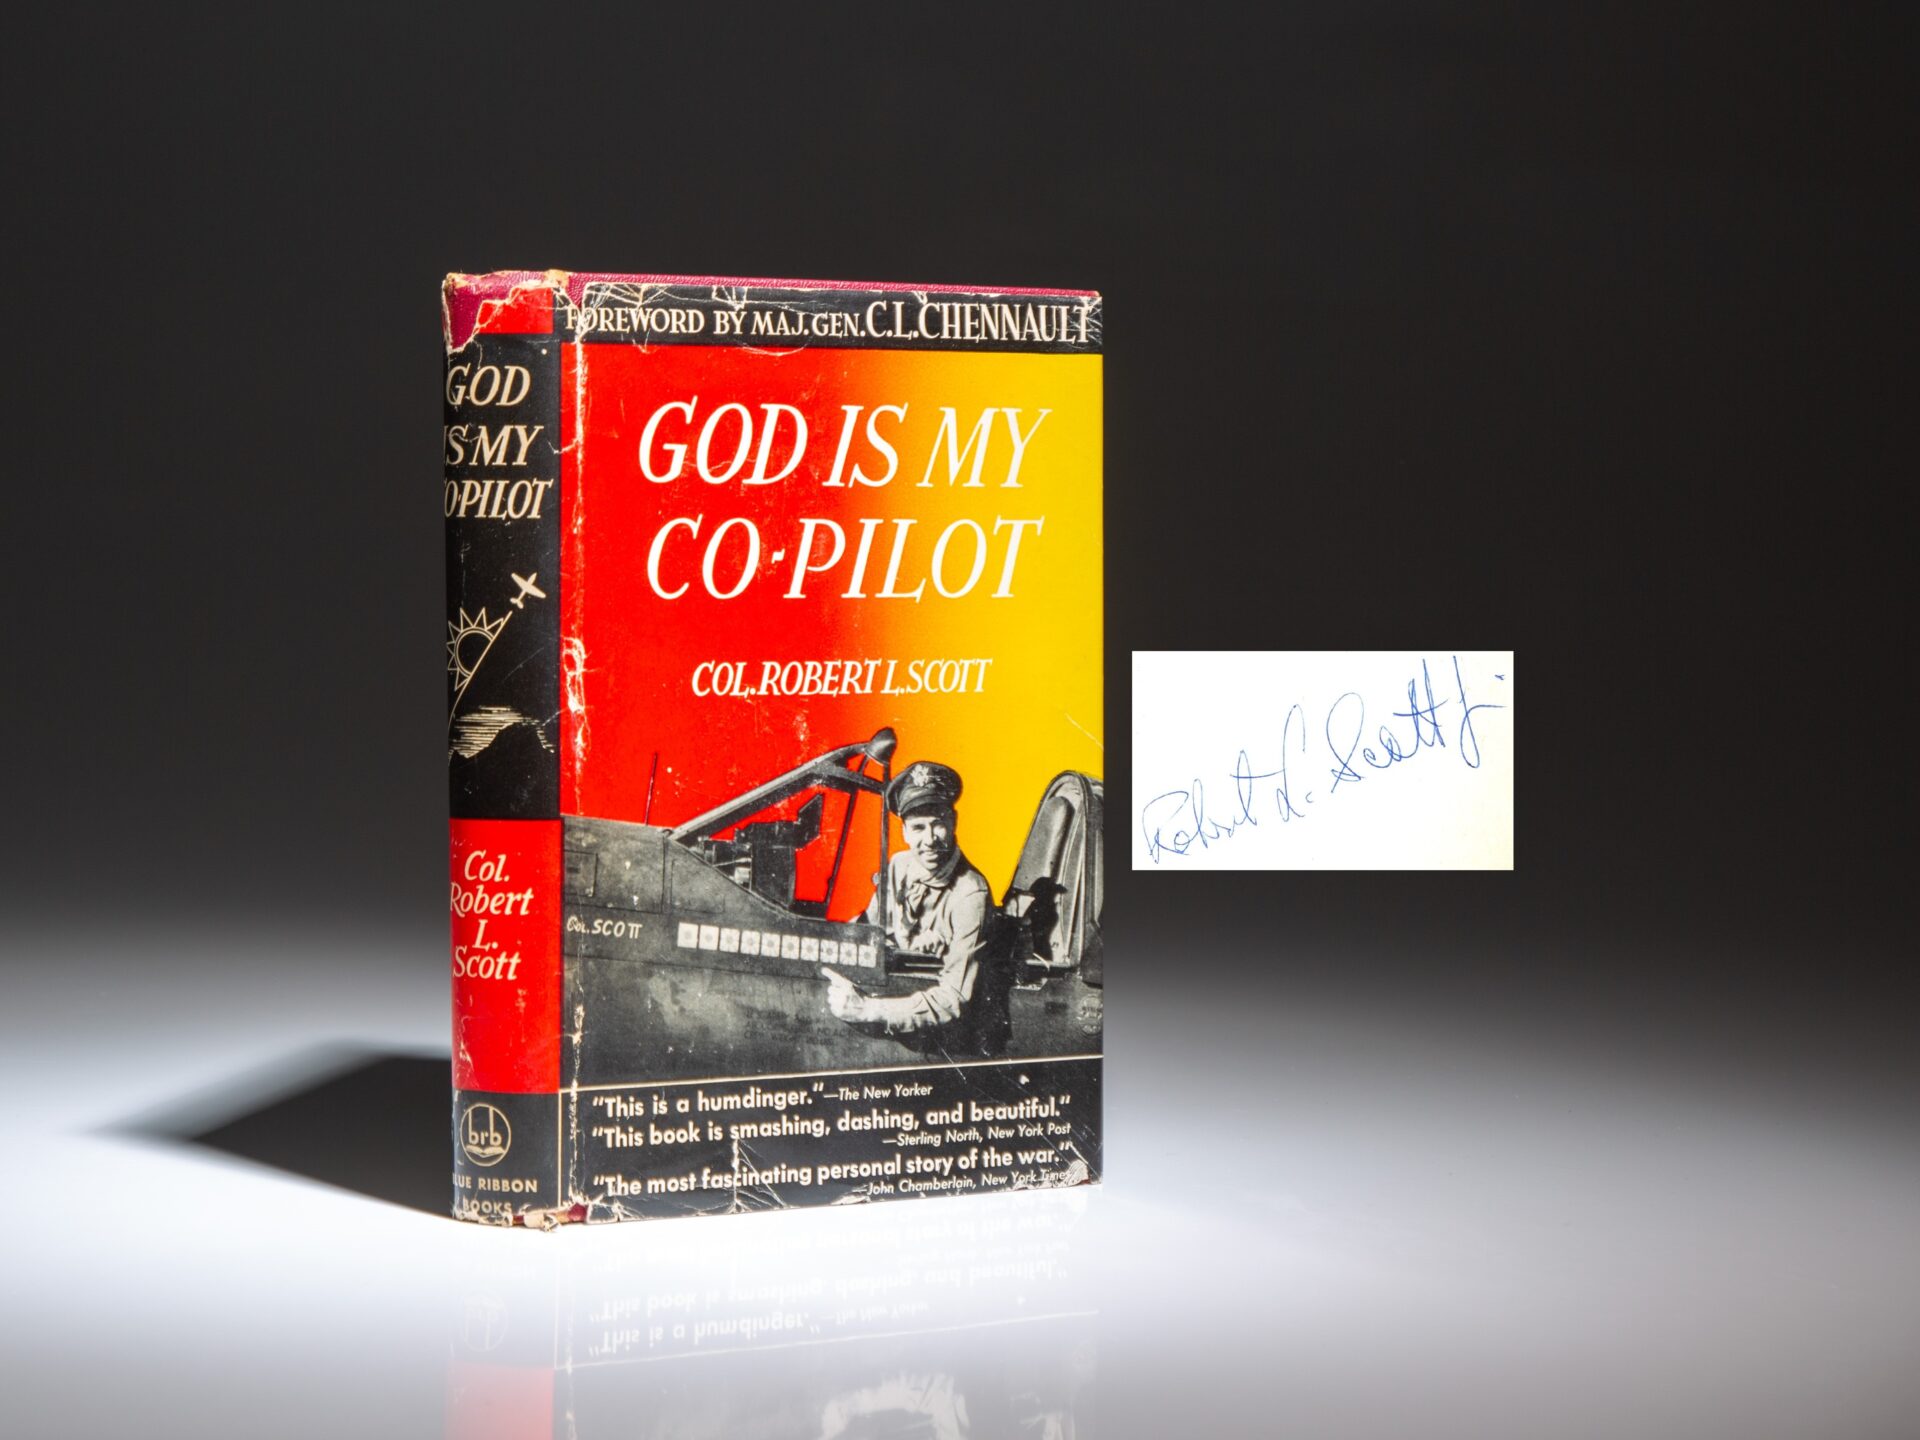 GOD
IS MY
CO-PILOT
Col.
Robert
L.
Scott
brb
BLUE RIBBON
BOOKS
FOREWORD BY MAJ. GEN. C.L.CHENNAULT
GOD IS MY
CO-PILOT
COL. ROBERT L. SCOTT
COL. SCOTT
"This is a humdinger."—The New Yorker
"This book is smashing, dashing, and beautiful."
—Sterling North, New York Post
"The most fascinating personal story of the war."
—John Chamberlain, New York Times
Robert L. Scott Jr.